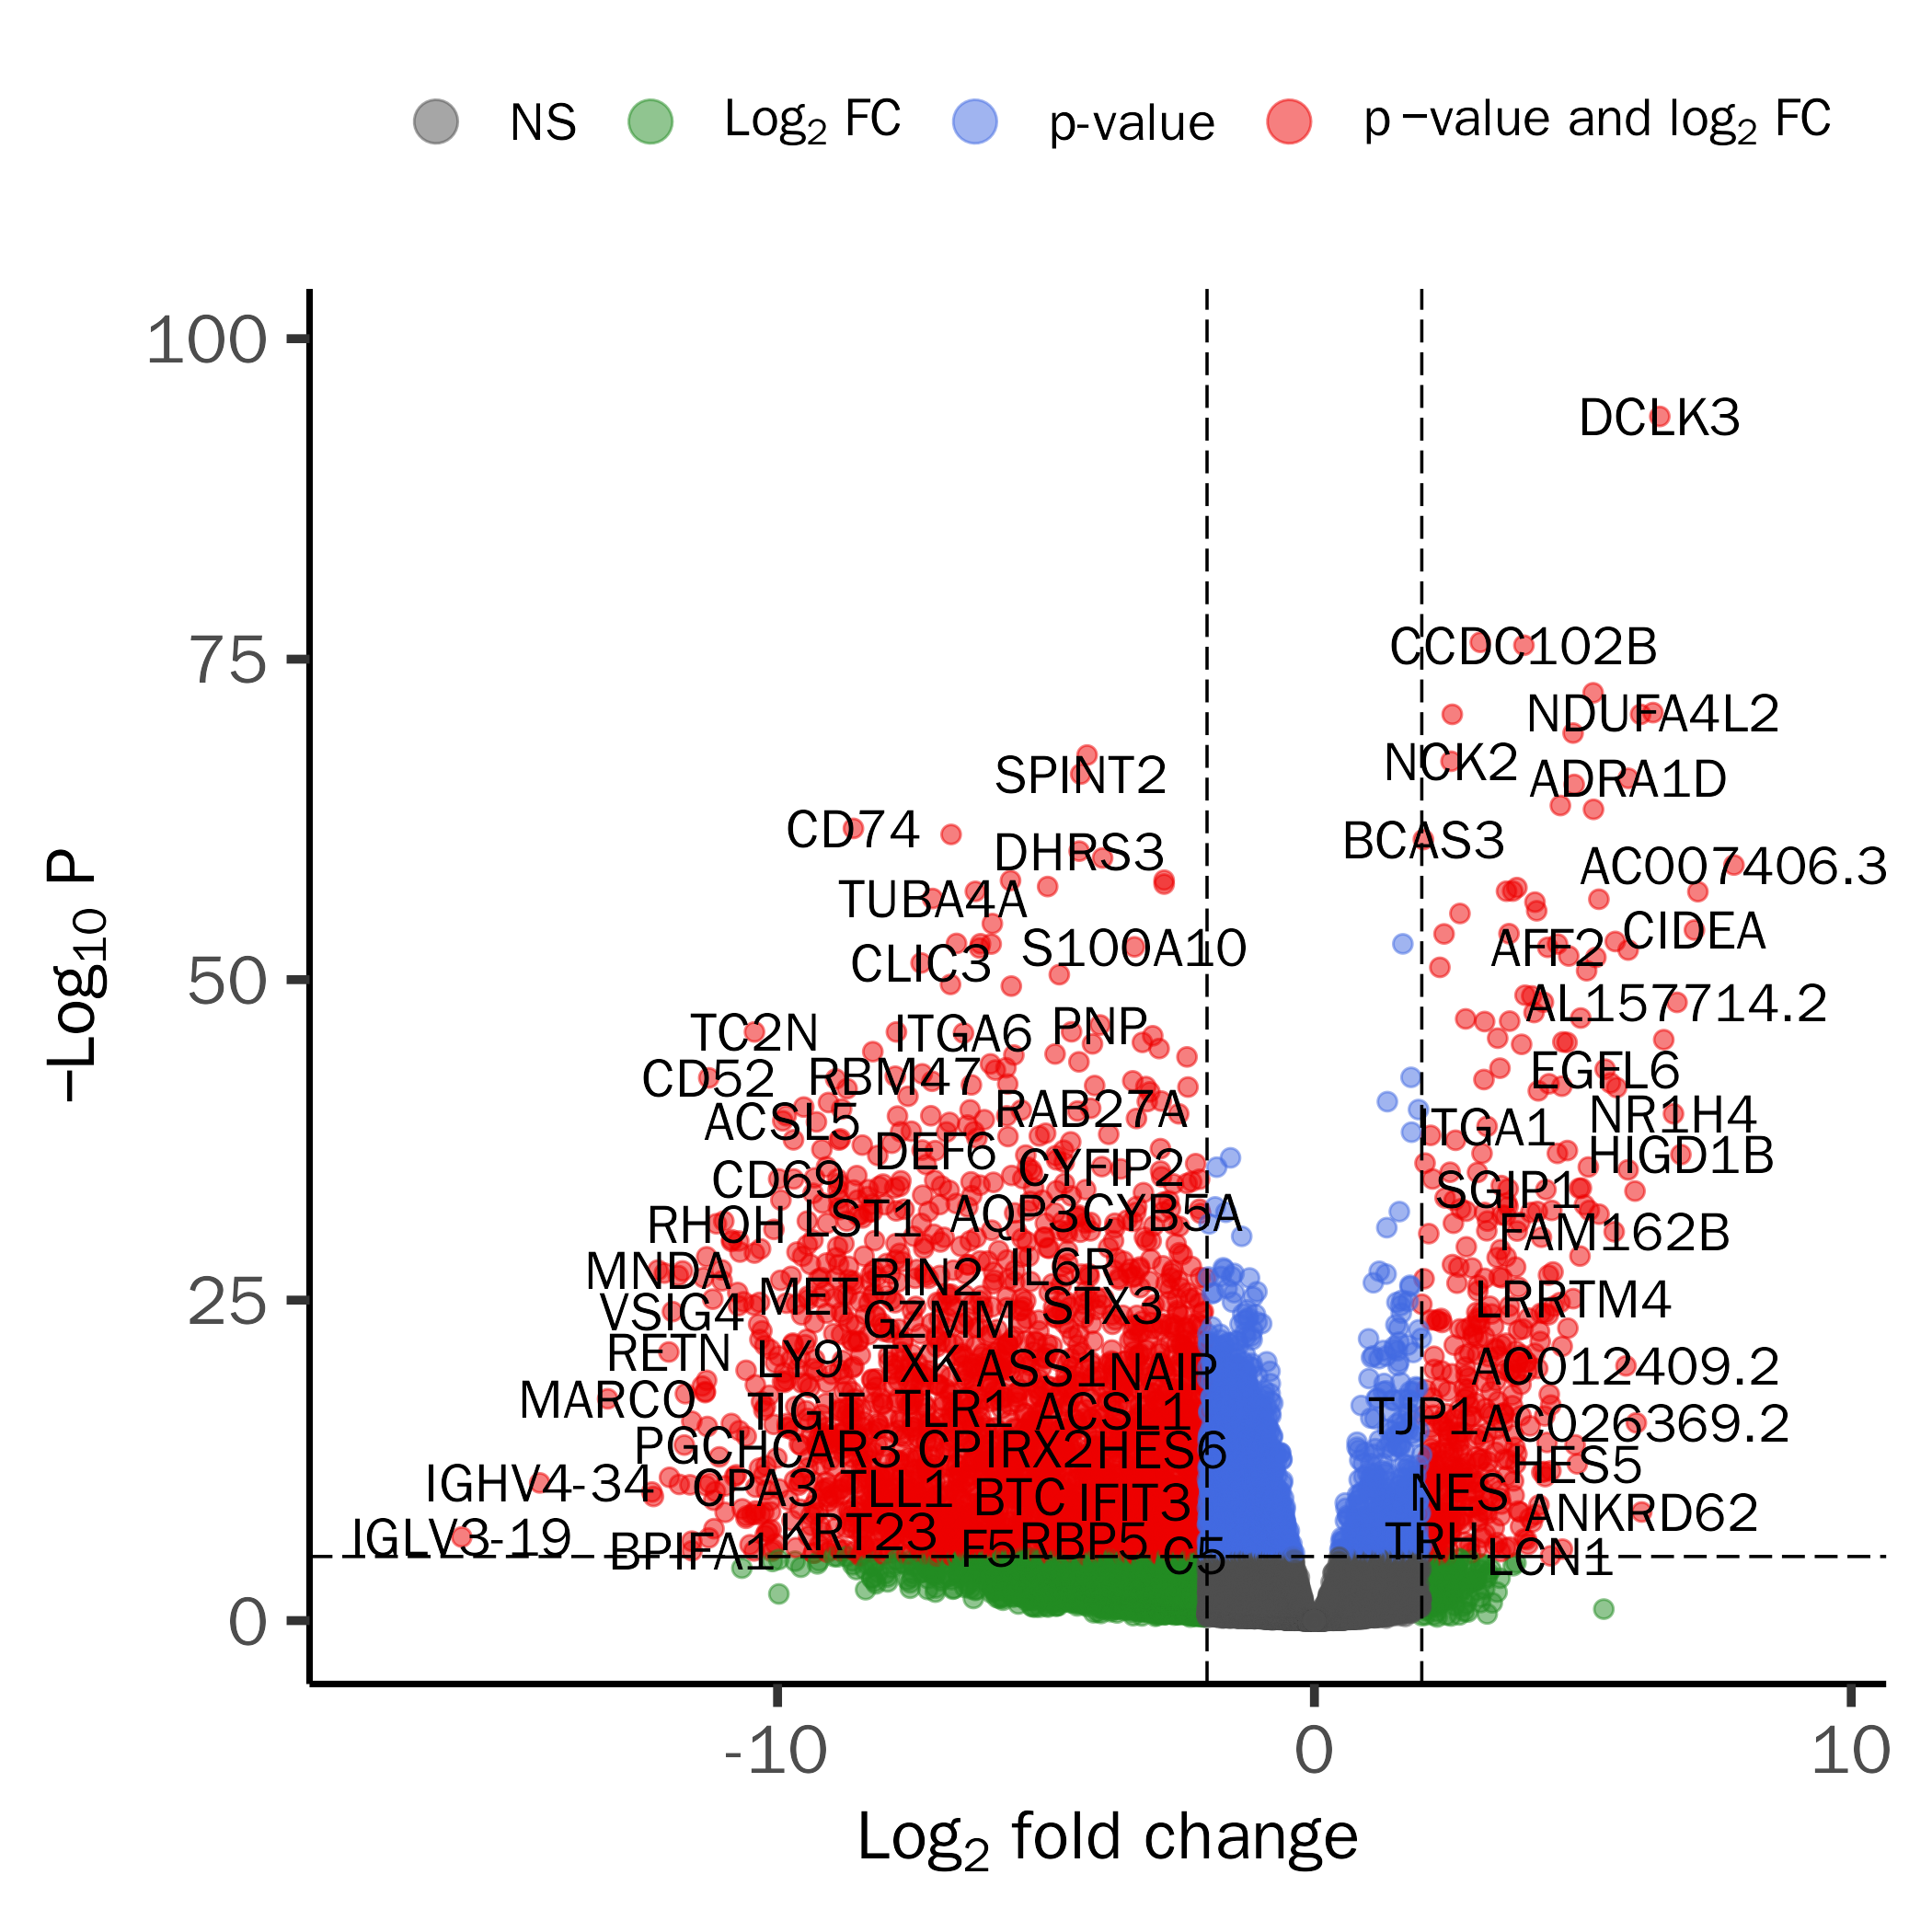 NS Log2 FC p-value p −value and log2 FC
100
DCLK3
75
CCDC102B
NDUFA4L2
NCK2
SPINT2 ADRA1D
CD74
BCAS3
DHRS3
AC007406.3
TUBA4A
CIDEA
S100A10 AFF2
50
CLIC3
AL157714.2
TC2N ITGA6 PNP
EGFL6
CD52 RBM47
RAB27A NR1H4
ACSL5 ITGA1
DEF6 HIGD1B
CD69 CYFIP2
SGIP1
RHOH LST1 AQP3 CYB5A
FAM162B
MNDA BIN2 IL6R
25
MET STX3 LRRTM4
VSIG4 GZMM
RETN LY9 TXK ASS1 NAIP AC012409.2
MARCO TIGIT TLR1 ACSL1 TJP1 AC026369.2
PGC HCAR3 CPI RX2 HES6
HES5
IGHV4-34 CPA3 TLL1 BTC IFIT3 NES
ANKRD62
IGLV3-19 KRT23 RBP5 TRH
BPIFA1 F5 C5 LCN1
0
-10 0 10
Log2 fold change
−Log10 P